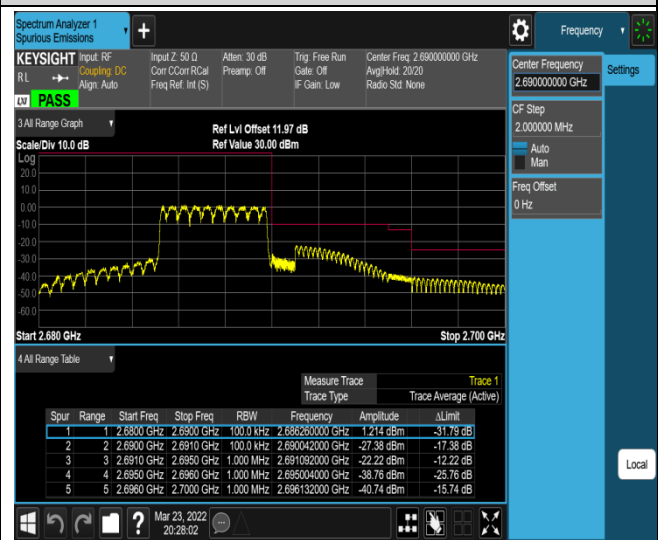 Spectrum Analyzer 1
Spurious Emissions
Frequency
KEYSIGHT Input: RF
RL Coupling: DC
Align: Auto
Input Z: 50 Ω
Corr CCorr RCal
Freq Ref: Int (S)
Atten: 30 dB
Preamp: Off
Trig: Free Run
Gate: Off
IF Gain: Low
Center Freq: 2.690000000 GHz
Avg|Hold: 20/20
Radio Std: None
LXI PASS
Center Frequency
2.690000000 GHz
Settings
CF Step
2.000000 MHz
Auto
Man
Freq Offset
0 Hz
3 All Range Graph
Ref Lvl Offset 11.97 dB
Scale/Div 10.0 dB Ref Value 30.00 dBm
Log
20.0
10.0
0.00
-10.0
-20.0
-30.0
-40.0
-50.0
-60.0
Start 2.680 GHz Stop 2.700 GHz
4 All Range Table
Measure Trace Trace 1
Trace Type Trace Average (Active)
Spur Range Start Freq Stop Freq RBW Frequency Amplitude ΔLimit
1 1 2.6800 GHz 2.6900 GHz 100.0 kHz 2.686260000 GHz 1.214 dBm -31.79 dB
2 2 2.6900 GHz 2.6910 GHz 100.0 kHz 2.690042000 GHz -27.38 dBm -17.38 dB
3 3 2.6910 GHz 2.6950 GHz 1.000 MHz 2.691092000 GHz -22.22 dBm -12.22 dB
4 4 2.6950 GHz 2.6960 GHz 1.000 MHz 2.695004000 GHz -38.76 dBm -25.76 dB
5 5 2.6960 GHz 2.7000 GHz 1.000 MHz 2.696132000 GHz -40.74 dBm -15.74 dB
Local
?
Mar 23, 2022
20:28:02